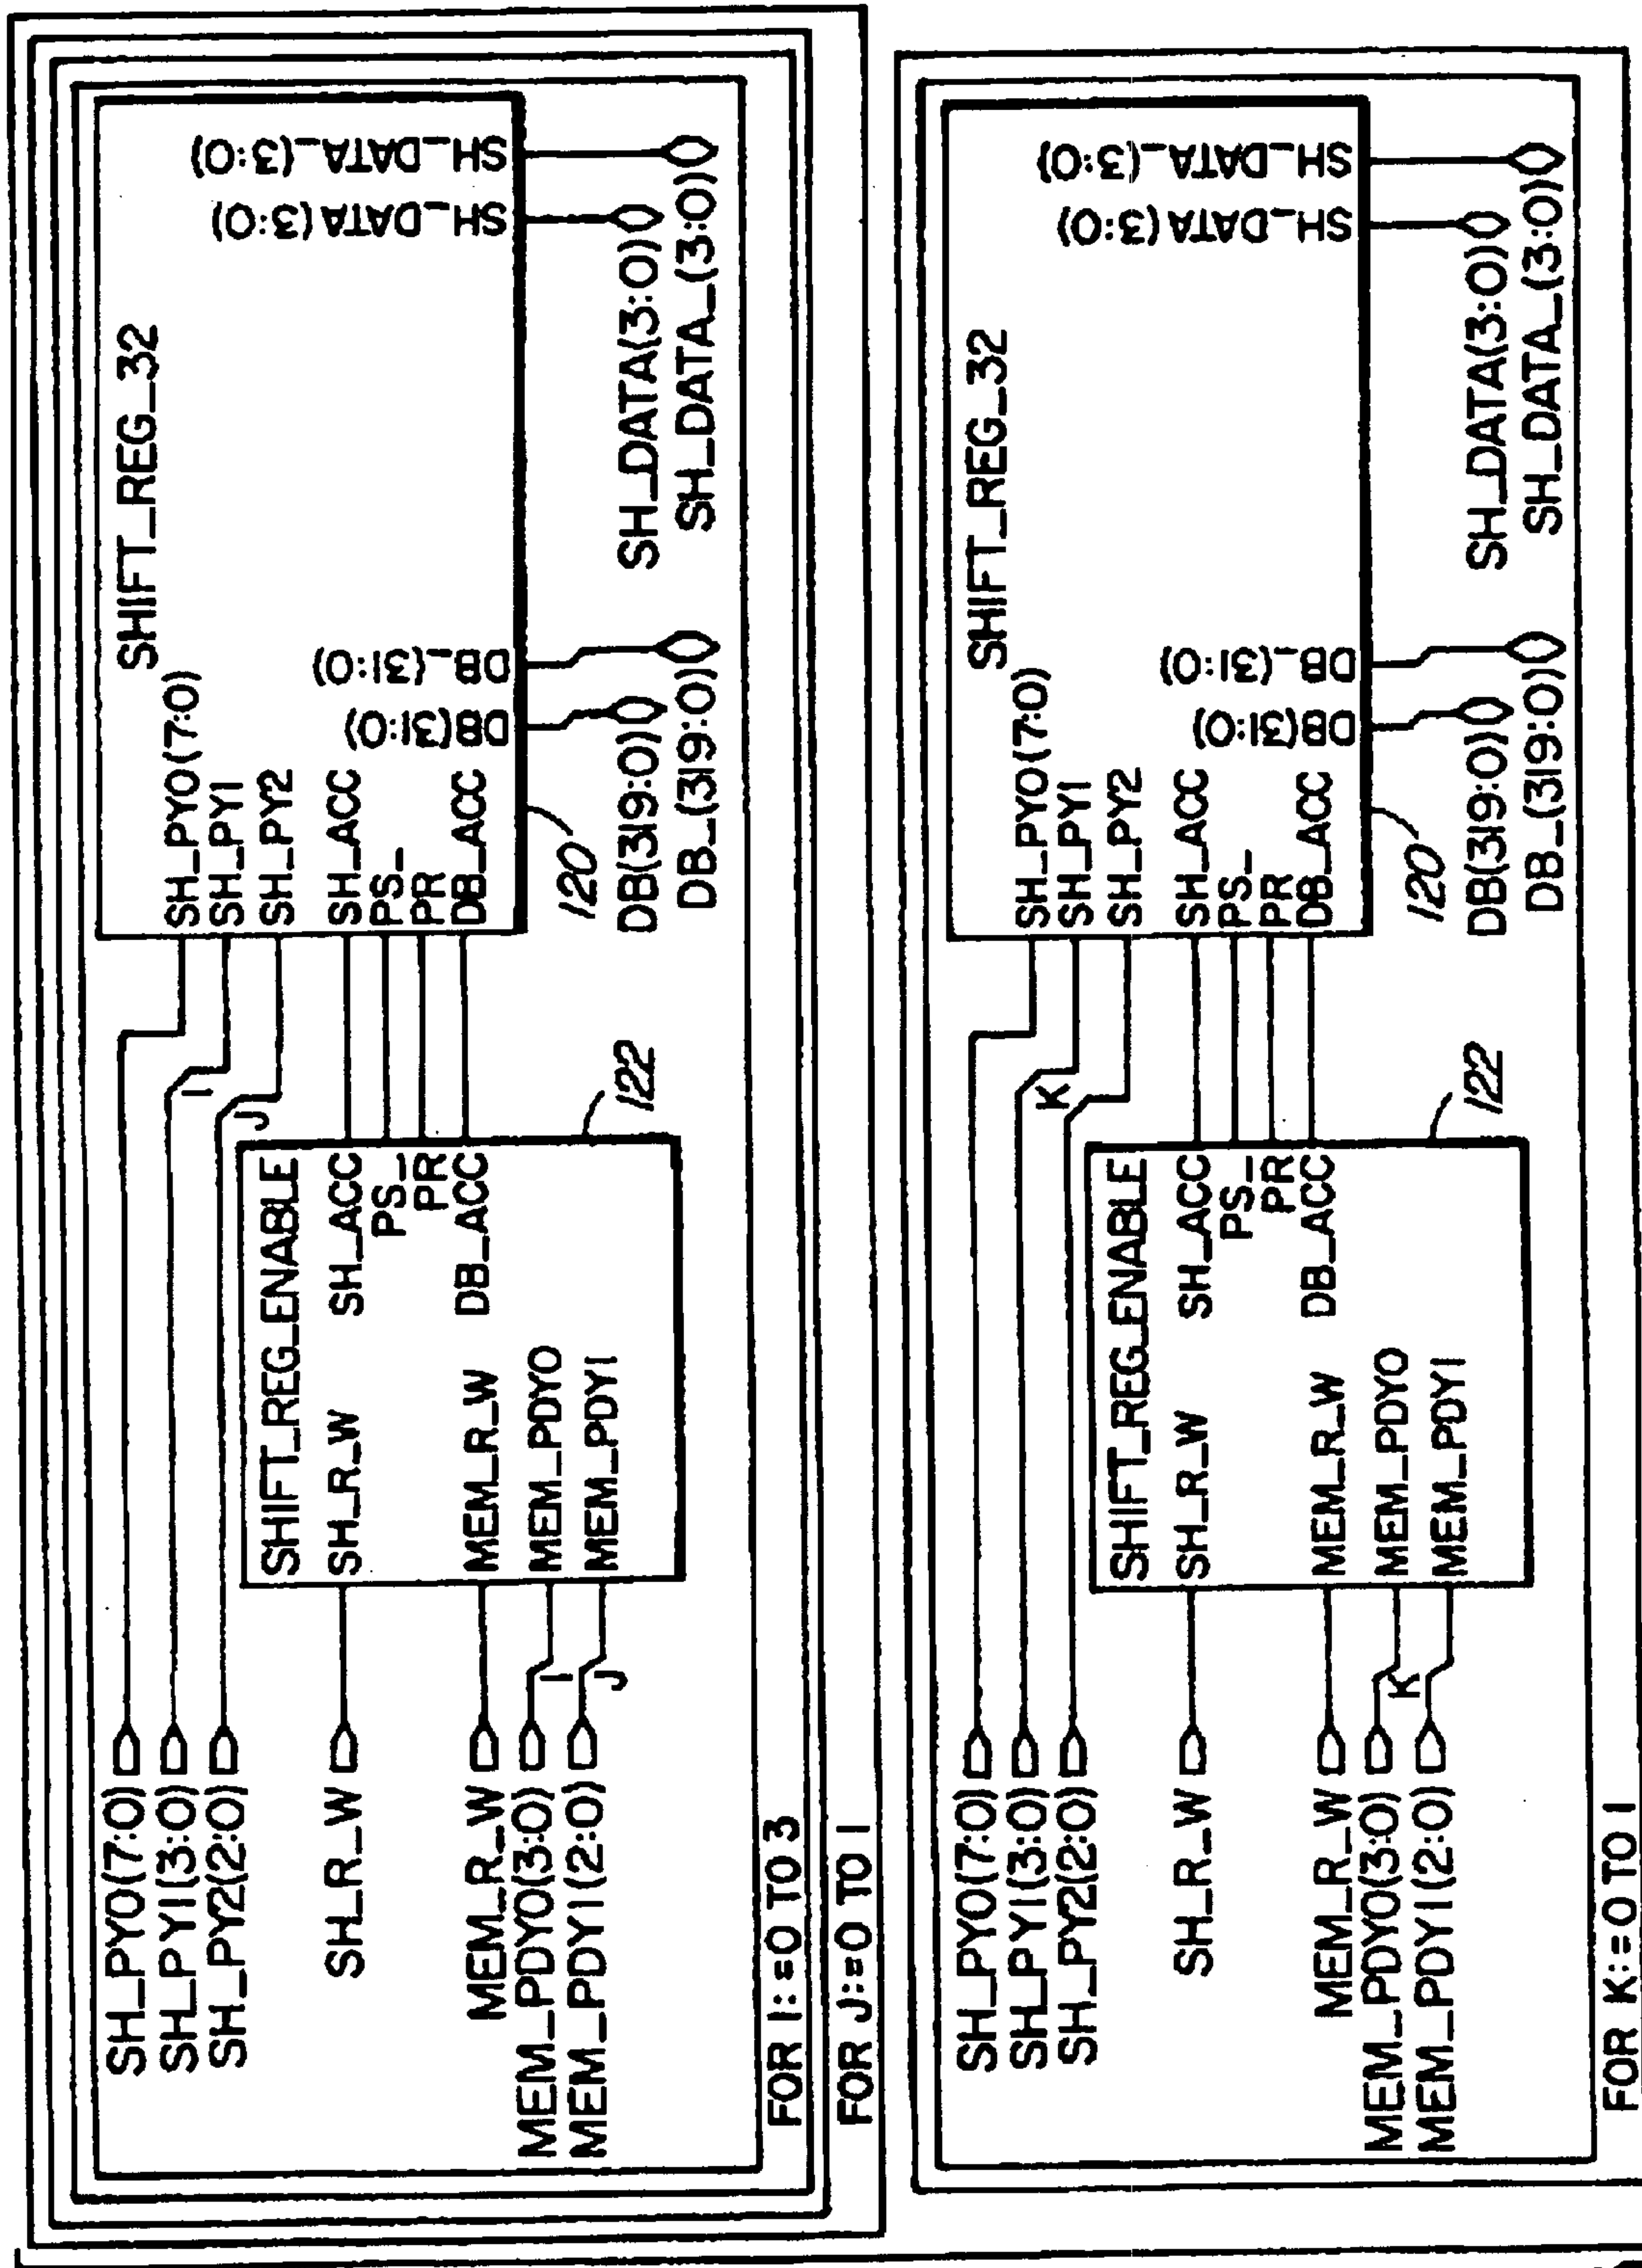 SH_PY0(7:0)
SH_PY1(3:0)
SH_PY2(2:0)
SH_R_W
MEM_R_W
MEM_PDY0(3:0)
MEM_PDY1(2:0)
I
J
SHIFT_REG_ENABLE
SH_R_W
MEM_R_W
MEM_PDY0
MEM_PDY1
SH_ACC
PS_
PR
DB_ACC
122
I
J
SHIFT_REG_32
SH_PY0(7:0)
SH_PY1
SH_PY2
SH_ACC
PS_
PR
DB_ACC
DB(31:0)
DB_(31:0)
SH_DATA(3:0)
SH_DATA_(3:0)
120
DB(319:0)
DB_(319:0)
SH_DATA(3:0)
SH_DATA_(3:0)
FOR I:=0 TO 3
FOR J:=0 TO 1
SH_PY0(7:0)
SH_PY1(3:0)
SH_PY2(2:0)
SH_R_W
MEM_R_W
MEM_PDY0(3:0)
MEM_PDY1(2:0)
K
SHIFT_REG_ENABLE
SH_R_W
MEM_R_W
MEM_PDY0
MEM_PDY1
SH_ACC
PS_
PR
DB_ACC
122
K
SHIFT_REG_32
SH_PY0(7:0)
SH_PY1
SH_PY2
SH_ACC
PS_
PR
DB_ACC
DB(31:0)
DB_(31:0)
SH_DATA(3:0)
SH_DATA_(3:0)
120
DB(319:0)
DB_(319:0)
SH_DATA(3:0)
SH_DATA_(3:0)
FOR K:=0 TO 1